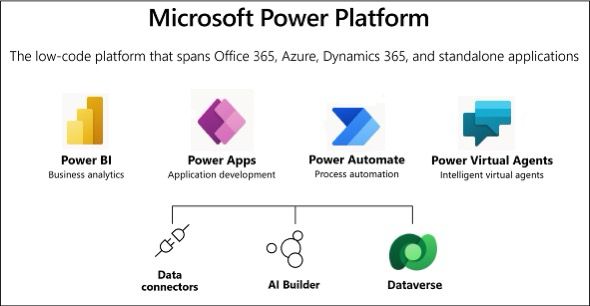 Microsoft Power Platform
The low-code platform that spans Office 365, Azure, Dynamics 365, and standalone applications
Power BI
Business analytics
Power Apps
Application development
Power Automate
Process automation
Power Virtual Agents
Intelligent virtual agents
Data
connectors
AI Builder
Dataverse